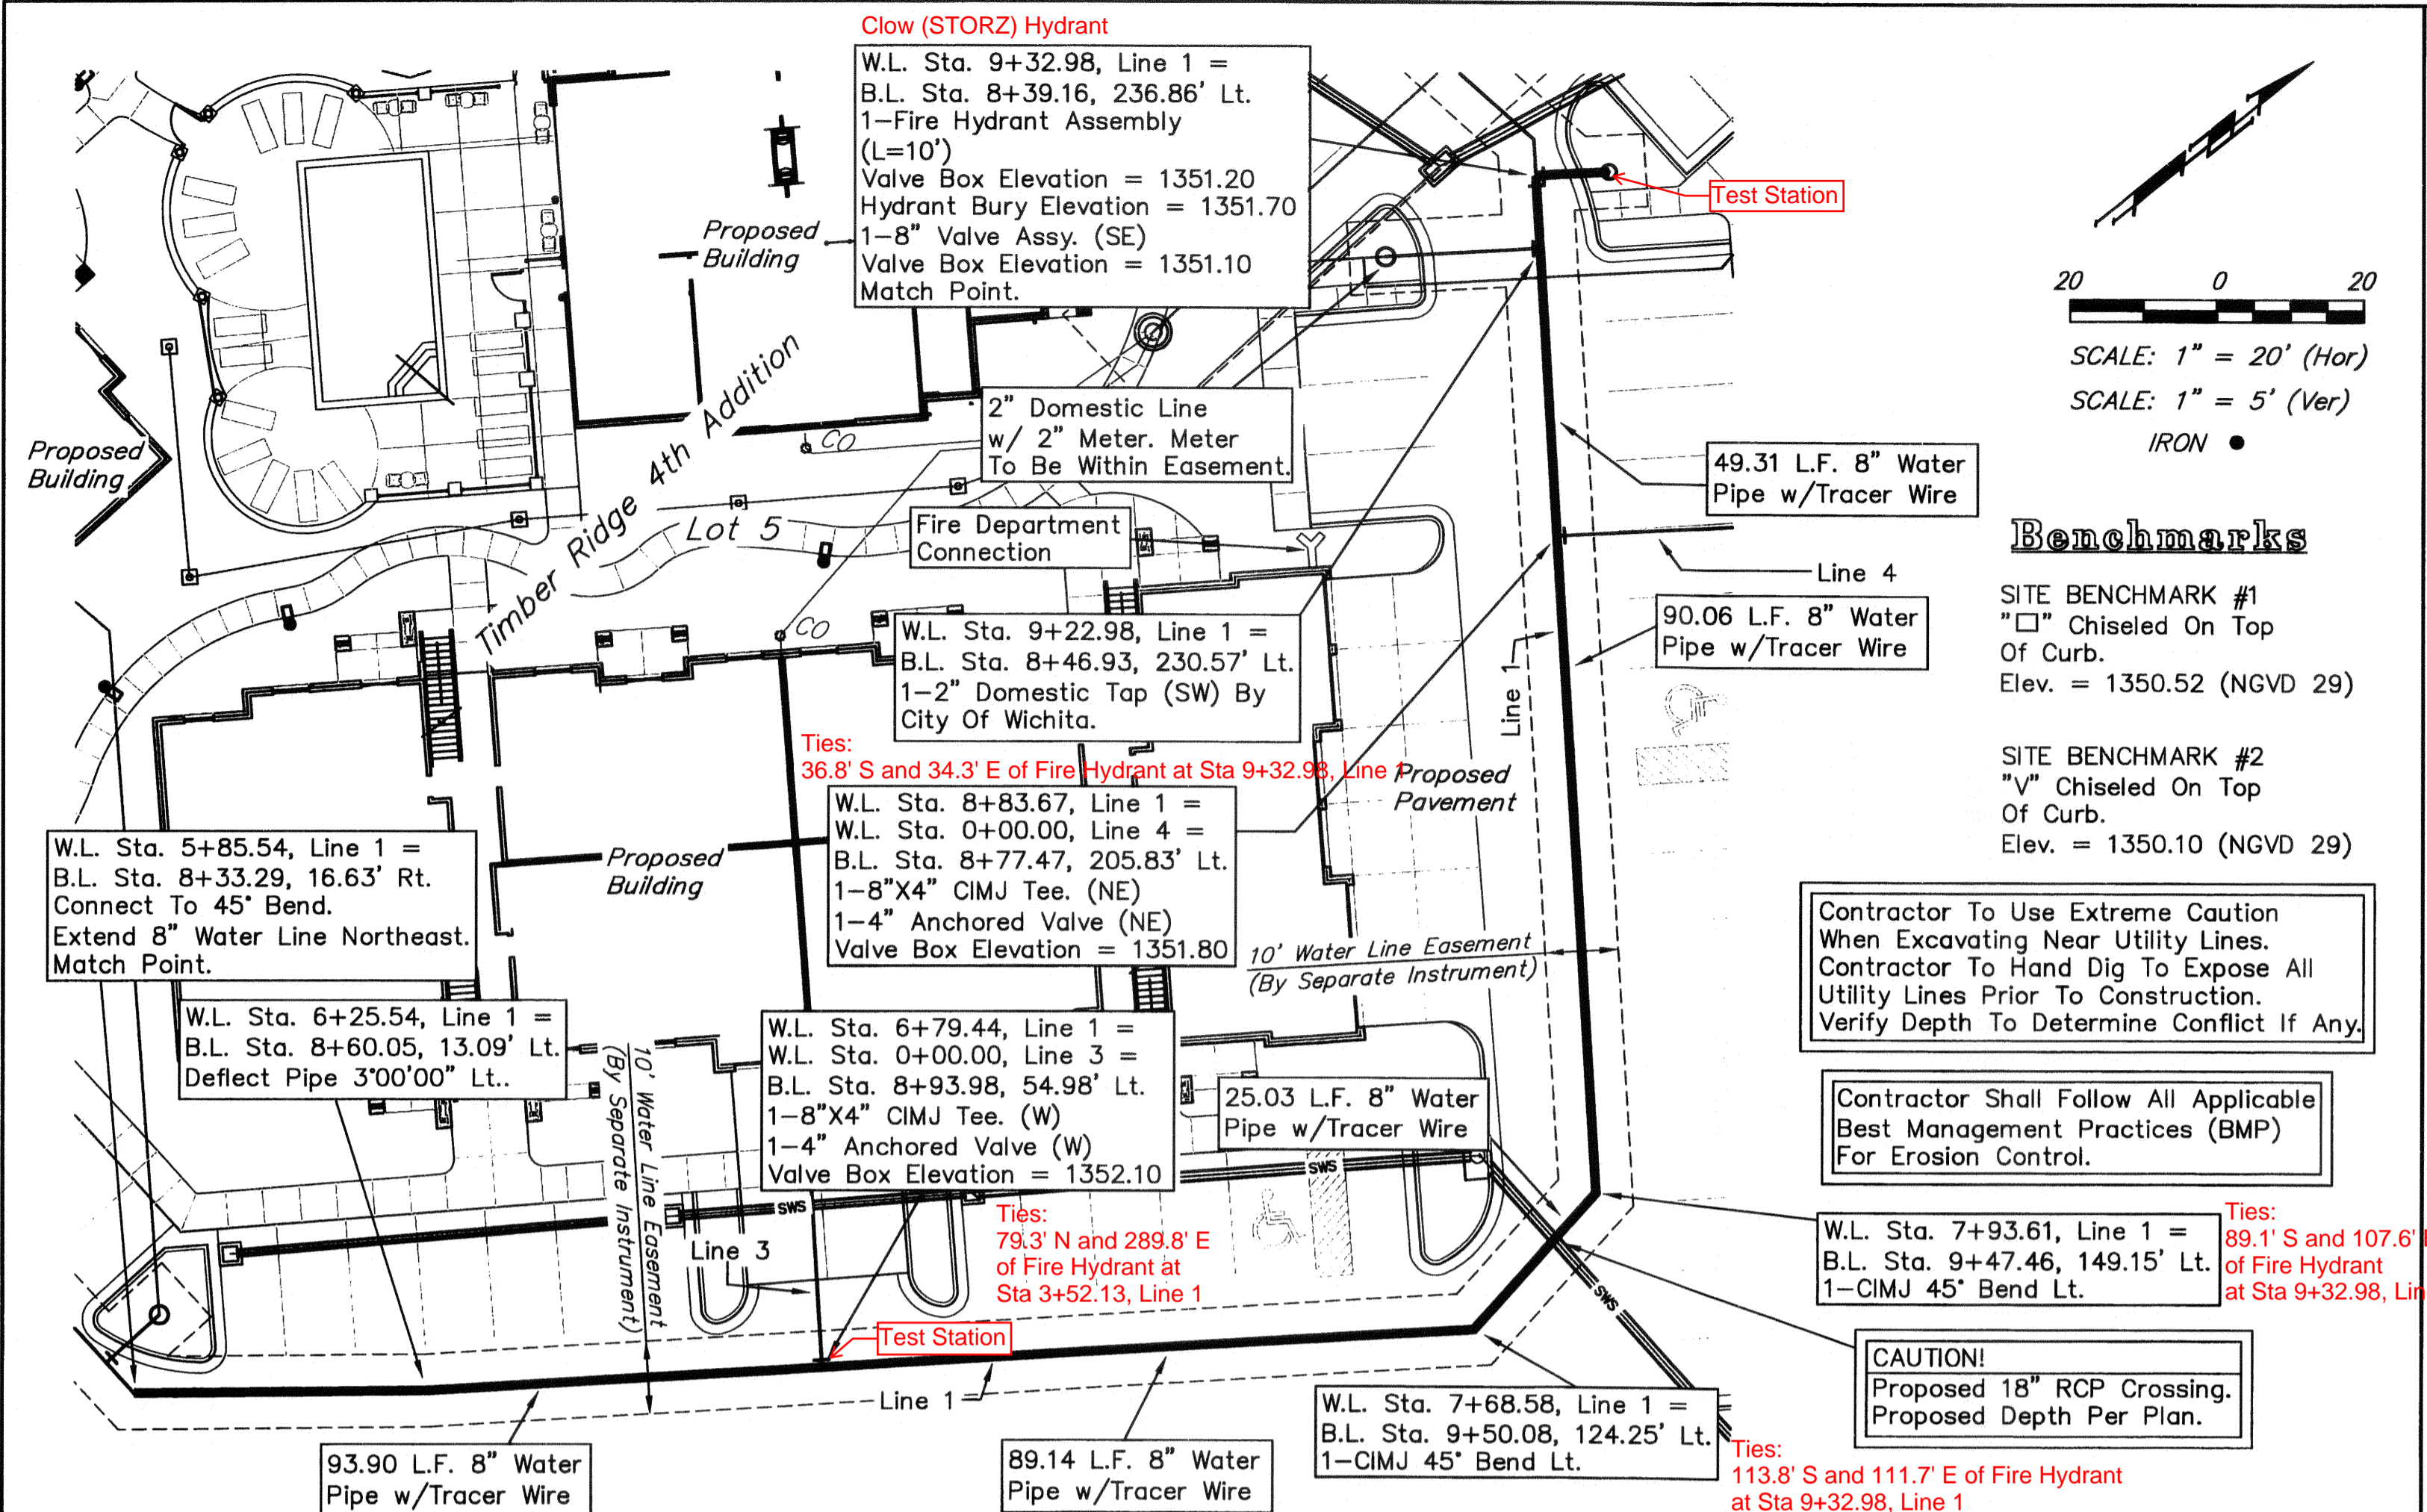 Clow (STORZ) Hydrant
W.L. Sta. 9+32.98, Line 1 =
B.L. Sta. 8+39.16, 236.86' Lt.
1-Fire Hydrant Assembly
(L=10')
Valve Box Elevation = 1351.20
Hydrant Bury Elevation = 1351.70
1-8" Valve Assy. (SE)
Valve Box Elevation = 1351.10
Match Point.
Test Station
Proposed
Building
20 0 20
SCALE: 1" = 20' (Hor)
SCALE: 1" = 5' (Ver)
IRON
Proposed
Building
Timber Ridge 4th Addition
Lot 5
CO
2" Domestic Line
w/ 2" Meter. Meter
To Be Within Easement.
49.31 L.F. 8" Water
Pipe w/Tracer Wire
Fire Department
Connection
Line 4
Benchmarks
SITE BENCHMARK #1
"□" Chiseled On Top
Of Curb.
Elev. = 1350.52 (NGVD 29)
90.06 L.F. 8" Water
Pipe w/Tracer Wire
Line 1
CO
W.L. Sta. 9+22.98, Line 1 =
B.L. Sta. 8+46.93, 230.57' Lt.
1-2" Domestic Tap (SW) By
City Of Wichita.
SITE BENCHMARK #2
"V" Chiseled On Top
Of Curb.
Elev. = 1350.10 (NGVD 29)
Ties:
36.8' S and 34.3' E of Fire Hydrant at Sta 9+32.98, Line 1
Proposed
Pavement
W.L. Sta. 8+83.67, Line 1 =
W.L. Sta. 0+00.00, Line 4 =
B.L. Sta. 8+77.47, 205.83' Lt.
1-8"X4" CIMJ Tee. (NE)
1-4" Anchored Valve (NE)
Valve Box Elevation = 1351.80
W.L. Sta. 5+85.54, Line 1 =
B.L. Sta. 8+33.29, 16.63' Rt.
Connect To 45° Bend.
Extend 8" Water Line Northeast.
Match Point.
Proposed
Building
10' Water Line Easement
(By Separate Instrument)
Contractor To Use Extreme Caution
When Excavating Near Utility Lines.
Contractor To Hand Dig To Expose All
Utility Lines Prior To Construction.
Verify Depth To Determine Conflict If Any.
W.L. Sta. 6+25.54, Line 1 =
B.L. Sta. 8+60.05, 13.09' Lt.
Deflect Pipe 3°00'00" Lt..
10' Water Line Easement
(By Separate Instrument)
W.L. Sta. 6+79.44, Line 1 =
W.L. Sta. 0+00.00, Line 3 =
B.L. Sta. 8+93.98, 54.98' Lt.
1-8"X4" CIMJ Tee. (W)
1-4" Anchored Valve (W)
Valve Box Elevation = 1352.10
25.03 L.F. 8" Water
Pipe w/Tracer Wire
Contractor Shall Follow All Applicable
Best Management Practices (BMP)
For Erosion Control.
SWS
SWS
SWS
Line 3
Ties:
79.3' N and 289.8' E
of Fire Hydrant at
Sta 3+52.13, Line 1
W.L. Sta. 7+93.61, Line 1 =
B.L. Sta. 9+47.46, 149.15' Lt.
1-CIMJ 45° Bend Lt.
Ties:
89.1' S and 107.6'
of Fire Hydrant
at Sta 9+32.98,
Test Station
CAUTION!
Proposed 18" RCP Crossing.
Proposed Depth Per Plan.
Line 1
W.L. Sta. 7+68.58, Line 1 =
B.L. Sta. 9+50.08, 124.25' Lt.
1-CIMJ 45° Bend Lt.
93.90 L.F. 8" Water
Pipe w/Tracer Wire
89.14 L.F. 8" Water
Pipe w/Tracer Wire
Ties:
113.8' S and 111.7' E of Fire Hydrant
at Sta 9+32.98, Line 1